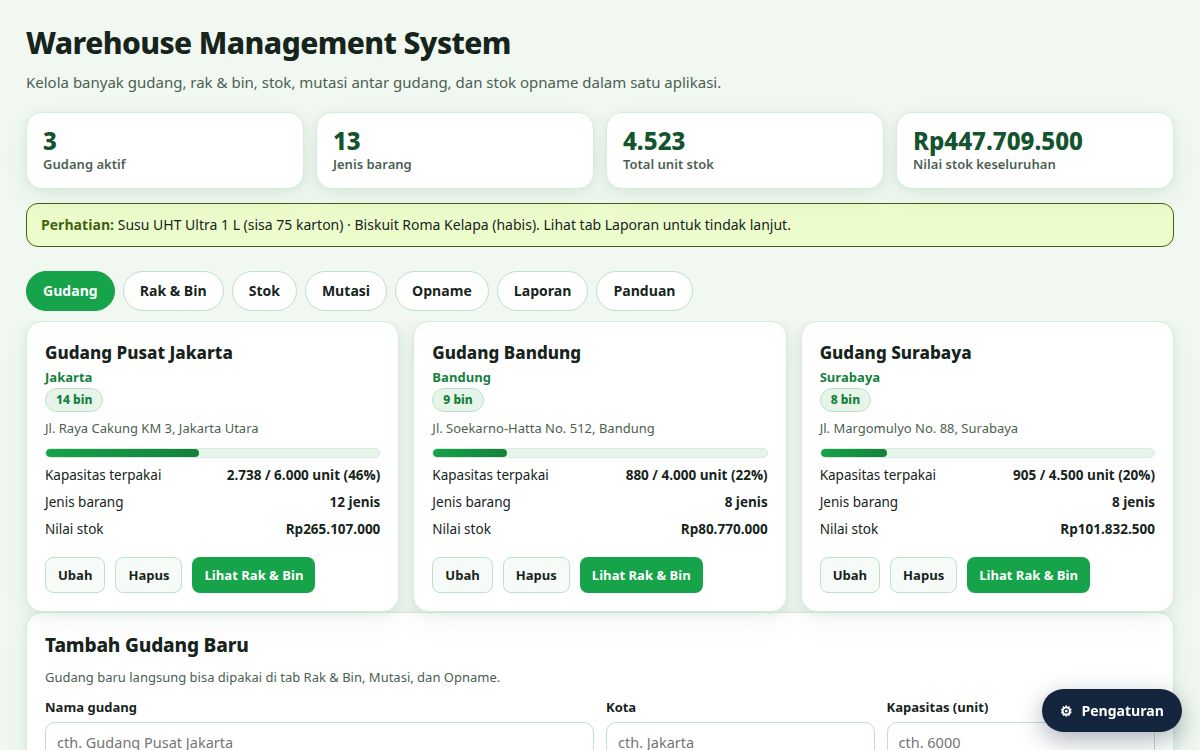 Warehouse Management System
Kelola banyak gudang, rak & bin, stok, mutasi antar gudang, dan stok opname dalam satu aplikasi.
3
Gudang aktif
13
Jenis barang
4.523
Total unit stok
Rp447.709.500
Nilai stok keseluruhan
Perhatian: Susu UHT Ultra 1 L (sisa 75 karton) · Biskuit Roma Kelapa (habis). Lihat tab Laporan untuk tindak lanjut.
Gudang
Rak & Bin
Stok
Mutasi
Opname
Laporan
Panduan
Gudang Pusat Jakarta
Jakarta
14 bin
Jl. Raya Cakung KM 3, Jakarta Utara
Kapasitas terpakai 2.738 / 6.000 unit (46%)
Jenis barang 12 jenis
Nilai stok Rp265.107.000
Ubah Hapus Lihat Rak & Bin
Gudang Bandung
Bandung
9 bin
Jl. Soekarno-Hatta No. 512, Bandung
Kapasitas terpakai 880 / 4.000 unit (22%)
Jenis barang 8 jenis
Nilai stok Rp80.770.000
Ubah Hapus Lihat Rak & Bin
Gudang Surabaya
Surabaya
8 bin
Jl. Margomulyo No. 88, Surabaya
Kapasitas terpakai 905 / 4.500 unit (20%)
Jenis barang 8 jenis
Nilai stok Rp101.832.500
Ubah Hapus Lihat Rak & Bin
Tambah Gudang Baru
Gudang baru langsung bisa dipakai di tab Rak & Bin, Mutasi, dan Opname.
Nama gudang
cth. Gudang Pusat Jakarta
Kota
cth. Jakarta
Kapasitas (unit)
cth. 6000
⚙ Pengaturan